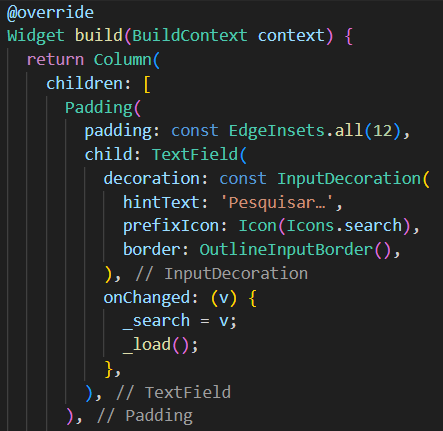 @override
Widget build(BuildContext context) {
  return Column(
    children: [
      Padding(
        padding: const EdgeInsets.all(12),
        child: TextField(
          decoration: const InputDecoration(
            hintText: 'Pesquisar…',
            prefixIcon: Icon(Icons.search),
            border: OutlineInputBorder(),
          ), // InputDecoration
          onChanged: (v) {
            _search = v;
            _load();
          },
        ), // TextField
      ), // Padding